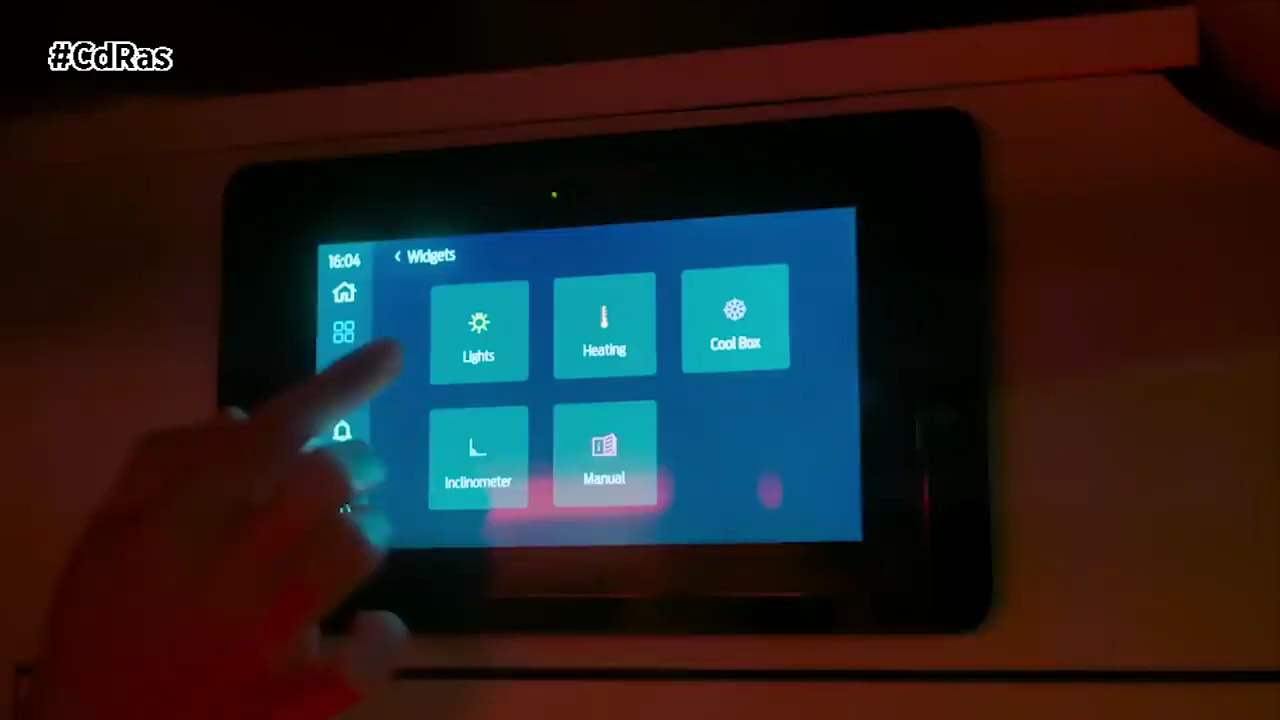 #CdRas
16:04
< Widgets
Lights
Heating
Cool Box
Inclinometer
Manual